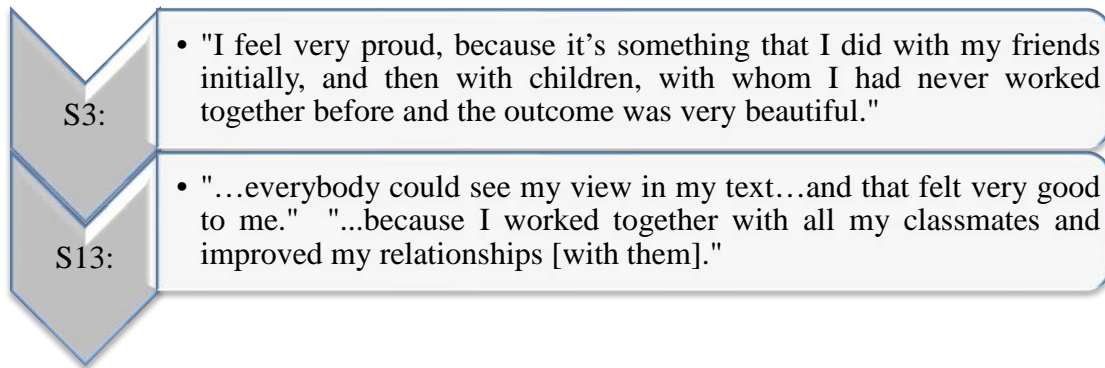 S3:
• "I feel very proud, because it’s something that I did with my friends
initially, and then with children, with whom I had never worked
together before and the outcome was very beautiful."
S13:
• "…everybody could see my view in my text…and that felt very good
to me." "...because I worked together with all my classmates and
improved my relationships [with them]."